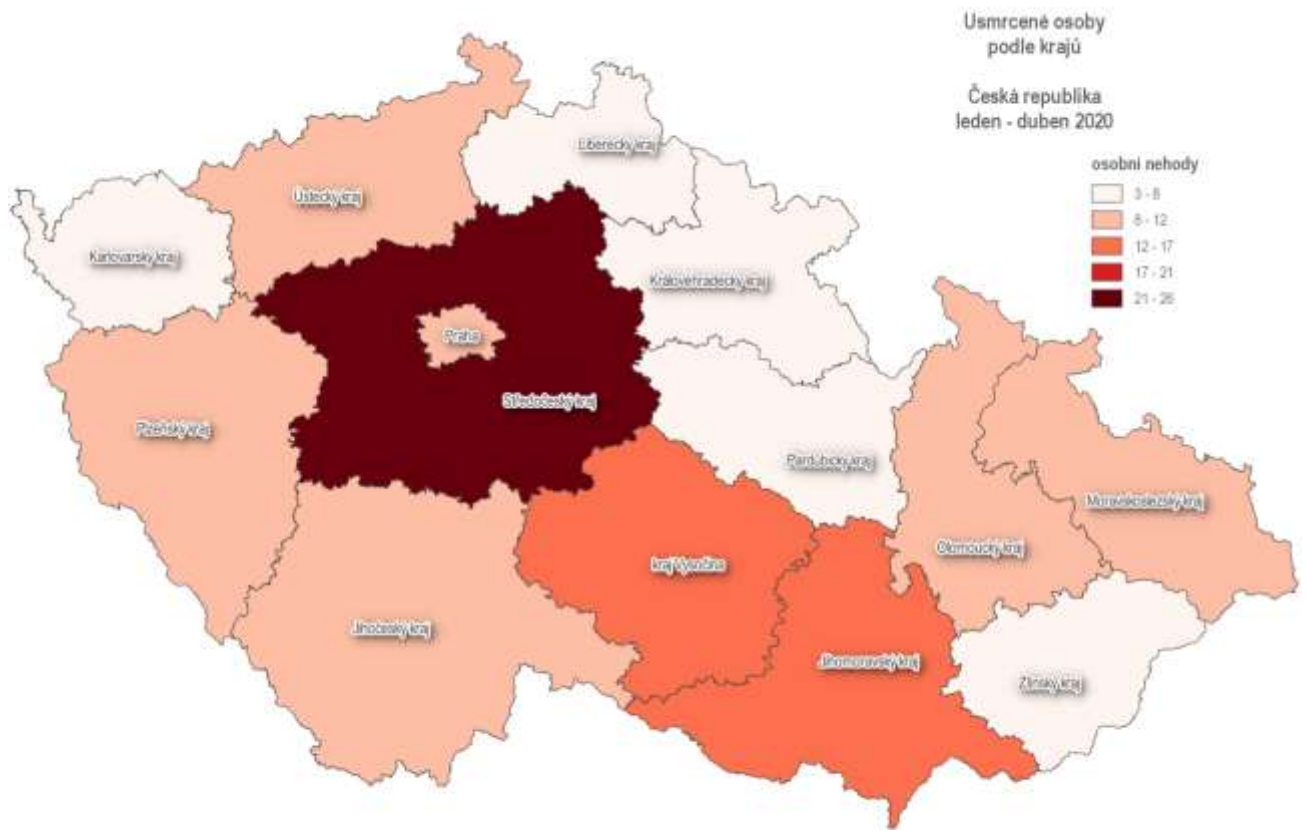 Usmrcené osoby
podle krajů
Česká republika
leden - duben 2020
osobní nehody
3 - 8
8 - 12
12 - 17
17 - 21
21 - 26
Liberecký kraj
Ústecký kraj
Karlovarský kraj
Královéhradecký kraj
Praha
Středočeský kraj
Plzeňský kraj
Pardubický kraj
Moravskoslezský kraj
Olomoucký kraj
kraj Vysočina
Jihočeský kraj
Jihomoravský kraj
Zlínský kraj